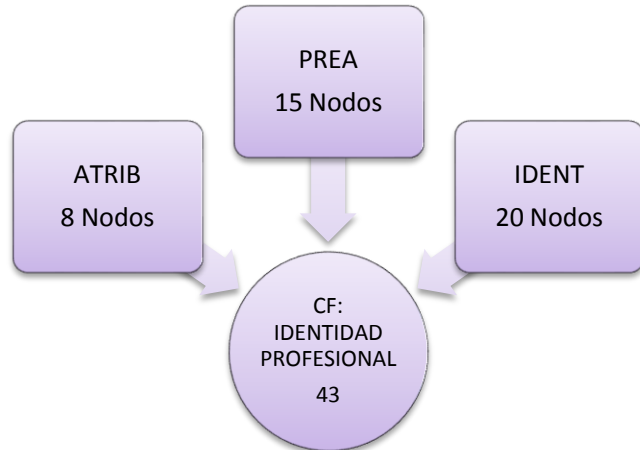 PREA
15 Nodos
ATRIB
8 Nodos
IDENT
20 Nodos
CF:
IDENTIDAD
PROFESIONAL
43